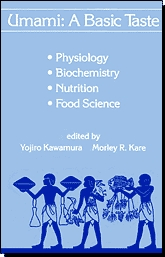 Umami: A Basic Taste
• Physiology
• Biochemistry
• Nutrition
• Food Science
edited by
Yojiro Kawamura Morley R. Kare